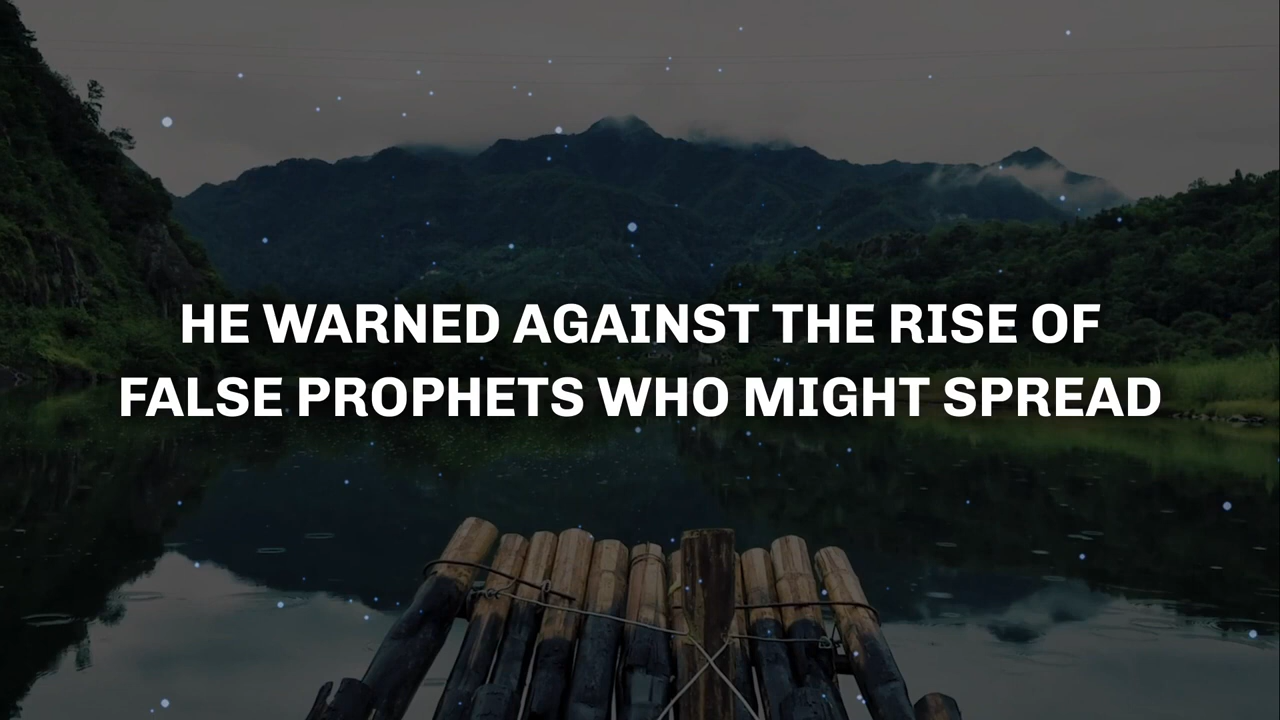 HE WARNED AGAINST THE RISE OF
FALSE PROPHETS WHO MIGHT SPREAD